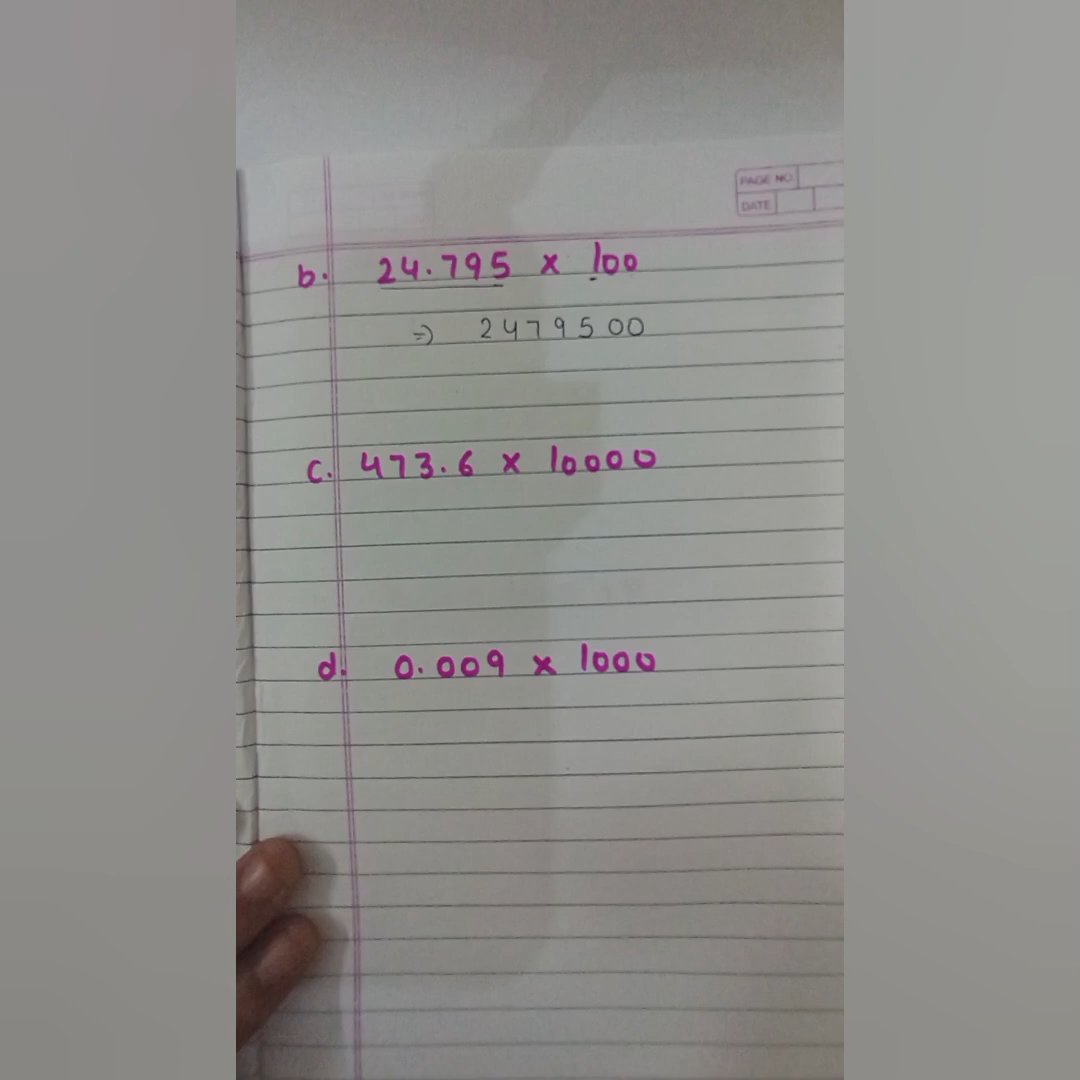 PAGE NO
DATE
b. 24.795 × 100
⇒ 2479500
c. 473.6 × 10000
d. 0.009 × 1000